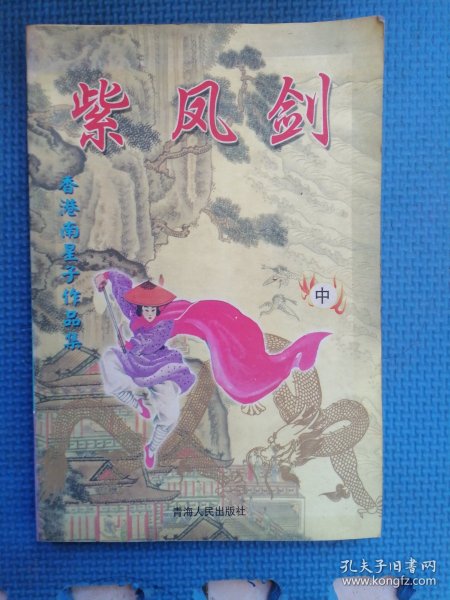 紫凤剑
香港南星子作品集
中
青海人民出版社
孔夫子旧书网
www.kongfz.com